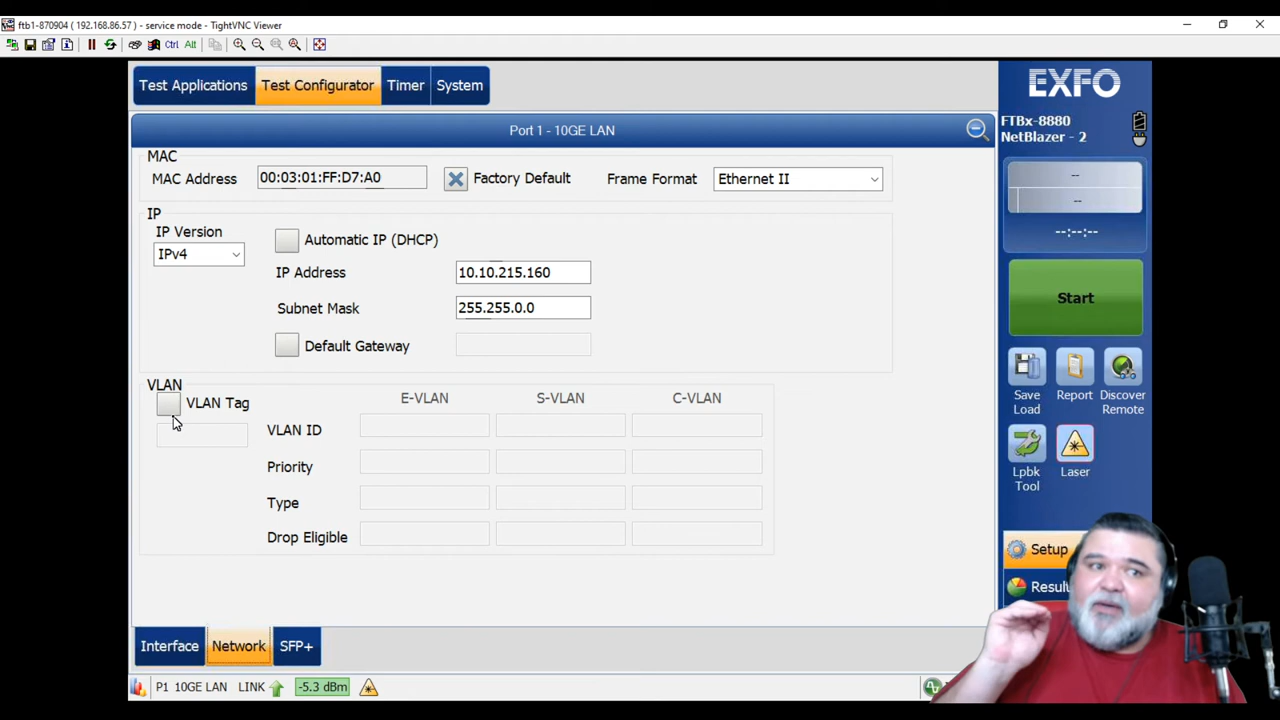 ftb1-870904 ( 192.168.86.57 ) - service mode - TightVNC Viewer
Ctrl Alt
Test Applications Test Configurator Timer System
EXFO
FTBx-8880
NetBlazer - 2
Port 1 - 10GE LAN
MAC
MAC Address 00:03:01:FF:D7:A0 Factory Default Frame Format Ethernet II
--
--
--:--:--
IP
IP Version
IPv4
Automatic IP (DHCP)
IP Address 10.10.215.160
Subnet Mask 255.255.0.0
Default Gateway
Start
Save
Load
Report
Discover
Remote
Lpbk
Tool
Laser
VLAN
VLAN Tag
E-VLAN S-VLAN C-VLAN
VLAN ID
Priority
Type
Drop Eligible
Setup
Interface Network SFP+
P1 10GE LAN LINK -5.3 dBm